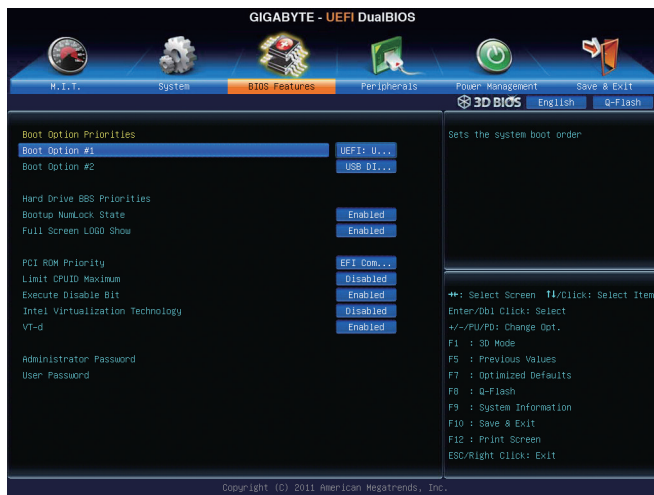 GIGABYTE - UEFI DualBIOS
M.I.T. System BIOS Features Peripherals Power Management Save & Exit
3D BIOS English Q-Flash
Boot Option Priorities
Boot Option #1 UEFI: U...
Boot Option #2 USB DI...
Hard Drive BBS Priorities
Bootup NumLock State Enabled
Full Screen LOGO Show Enabled
PCI ROM Priority EFI Com...
Limit CPUID Maximum Disabled
Execute Disable Bit Enabled
Intel Virtualization Technology Disabled
VT-d Enabled
Administrator Password
User Password
Sets the system boot order
→←: Select Screen ↑↓/Click: Select Item
Enter/Dbl Click: Select
+/-/PU/PD: Change Opt.
F1 : 3D Mode
F5 : Previous Values
F7 : Optimized Defaults
F8 : Q-Flash
F9 : System Information
F10 : Save & Exit
F12 : Print Screen
ESC/Right Click: Exit
Copyright (C) 2011 American Megatrends, Inc.